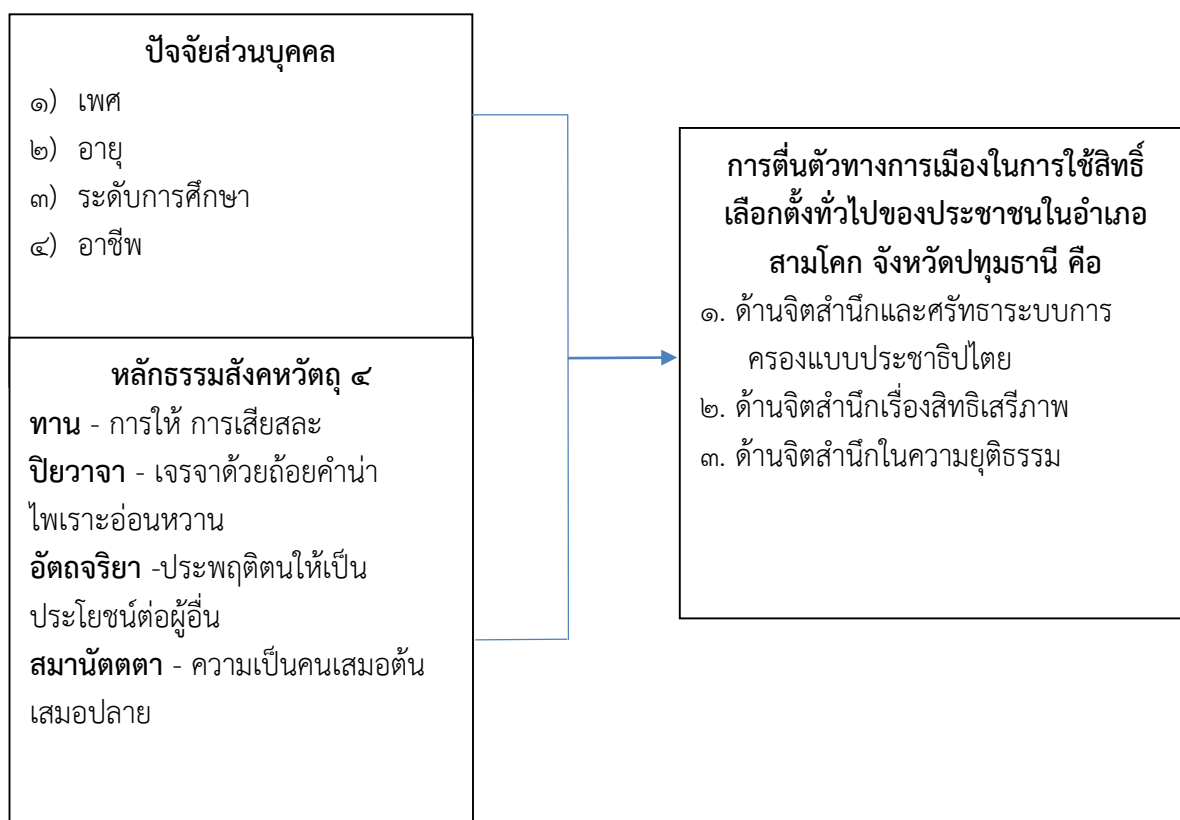 ปัจจัยส่วนบุคคล
๑) เพศ
๒) อายุ
๓) ระดับการศึกษา
๔) อาชีพ
หลักธรรมสังคหวัตถุ ๔
ทาน - การให้ การเสียสละ
ปิยวาจา - เจรจาด้วยถ้อยคำน่า
ไพเราะอ่อนหวาน
อัตถจริยา -ประพฤติตนให้เป็น
ประโยชน์ต่อผู้อื่น
สมานัตตตา - ความเป็นคนเสมอต้น
เสมอปลาย
การตื่นตัวทางการเมืองในการใช้สิทธิ์
เลือกตั้งทั่วไปของประชาชนในอำเภอ
สามโคก จังหวัดปทุมธานี คือ
๑. ด้านจิตสำนึกและศรัทธาระบบการ
ครองแบบประชาธิปไตย
๒. ด้านจิตสำนึกเรื่องสิทธิเสรีภาพ
๓. ด้านจิตสำนึกในความยุติธรรม